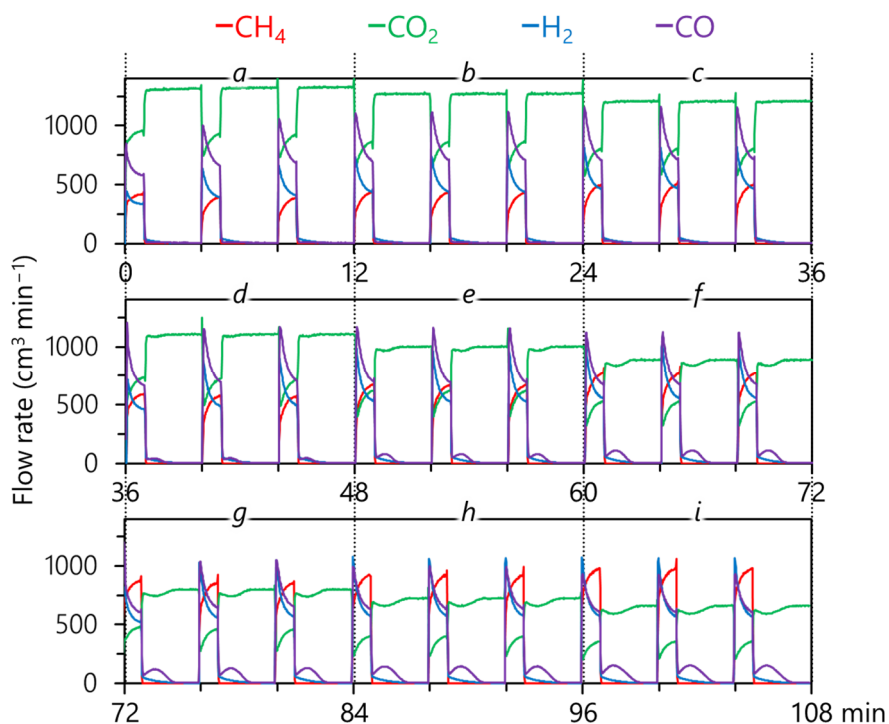 CH₄ CO₂ H₂ CO
a b c
1000
500
0
0 12 24 36
d e f
1000
500
0
36 48 60 72
g h i
1000
500
0
72 84 96 108 min
Flow rate (cm³ min⁻¹)